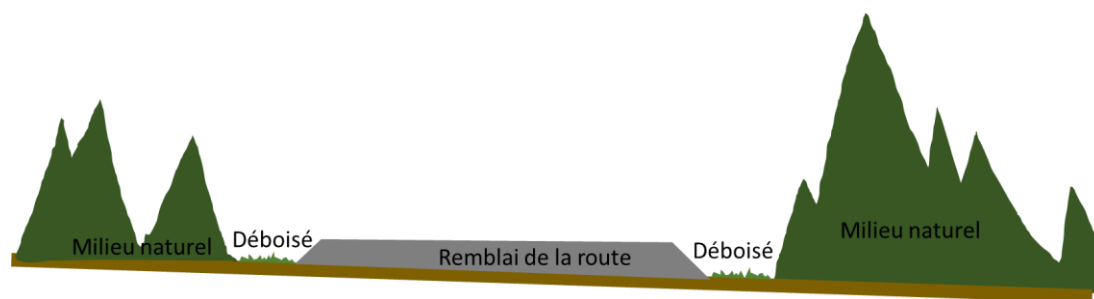 Milieu naturel
Déboisé
Remblai de la route
Déboisé
Milieu naturel